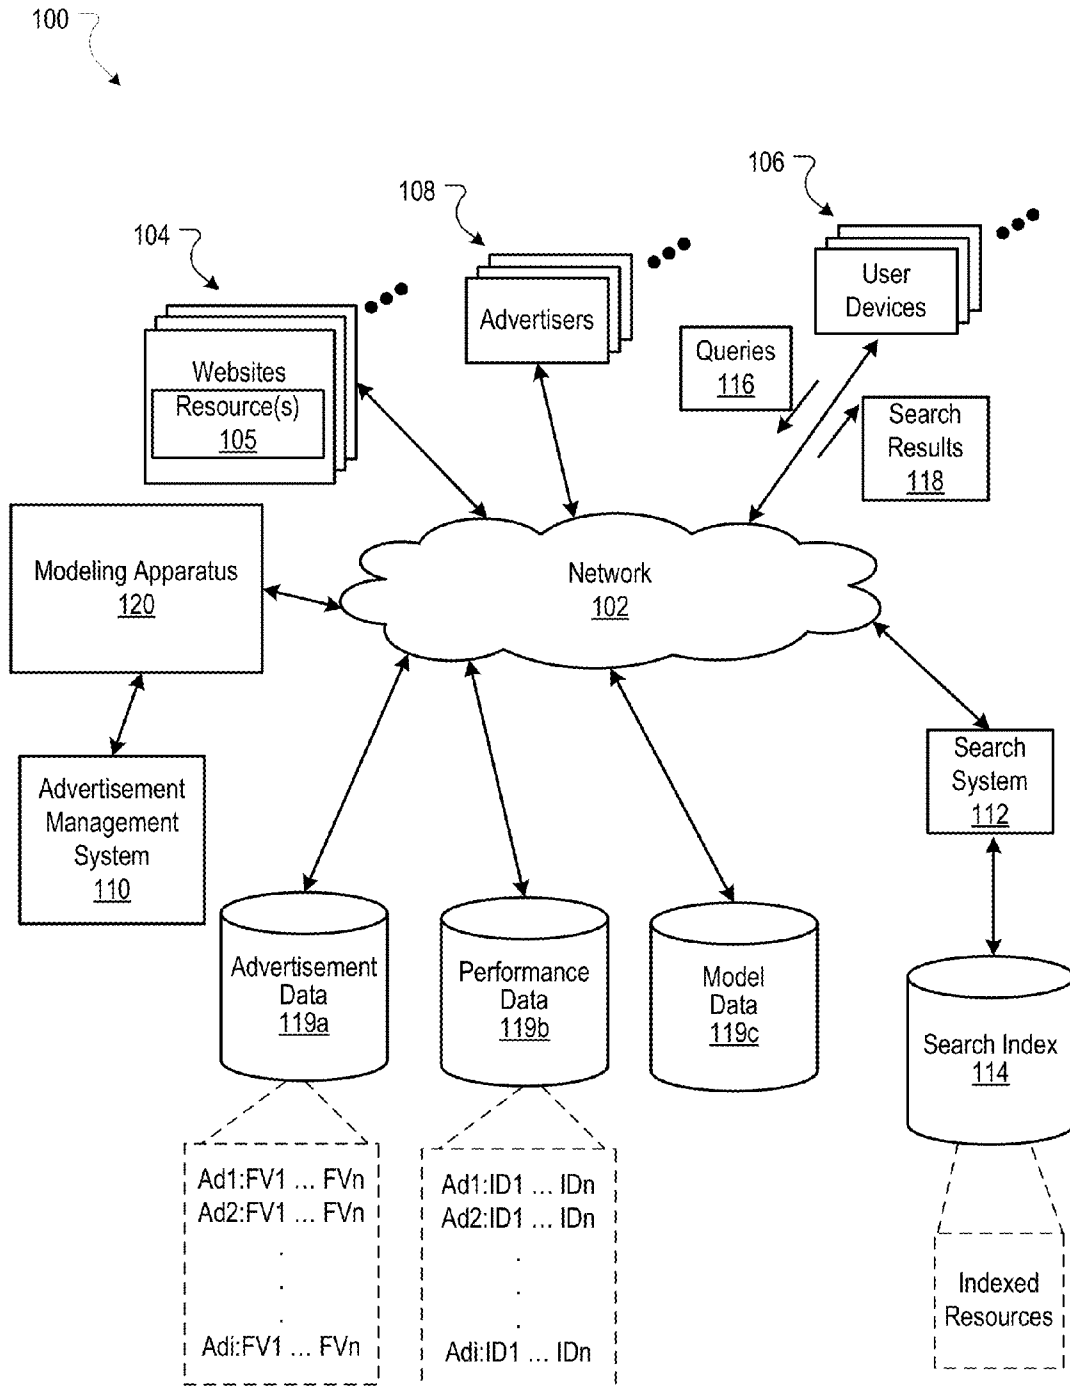 100
106
108
104
User
Devices
Advertisers
Queries
116
Websites
Resource(s)
105
Search
Results
118
Modeling Apparatus
120
Network
102
Search
System
112
Advertisement
Management
System
110
Advertisement
Data
119a
Performance
Data
119b
Model
Data
119c
Search Index
114
Ad1:FV1 ... FVn
Ad2:FV1 ... FVn
.
.
.
Adi:FV1 ... FVn
Ad1:ID1 ... IDn
Ad2:ID1 ... IDn
.
.
.
Adi:ID1 ... IDn
Indexed
Resources